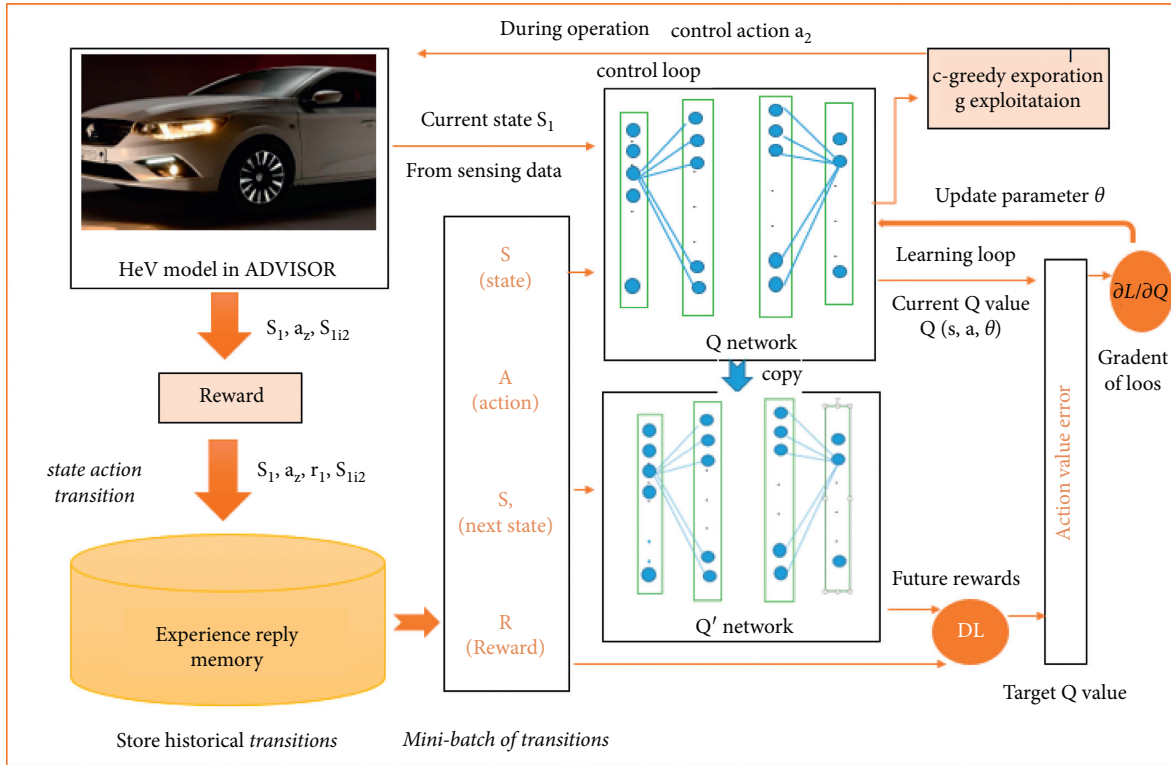 During operation control action a₂
c-greedy exporation
g exploitataion
control loop
Current state S₁
From sensing data
Update parameter θ
HeV model in ADVISOR
S
(state)
Learning loop
Current Q value
Q (s, a, θ)
∂L/∂Q
Gradent
of loos
Q network
copy
S₁, a_z, S₁ᵢ₂
Reward
A
(action)
state action
transition
S₁, a_z, r₁, S₁ᵢ₂
S,
(next state)
Action value error
Experience reply
memory
R
(Reward)
Future rewards
DL
Q′ network
Target Q value
Store historical transitions
Mini-batch of transitions